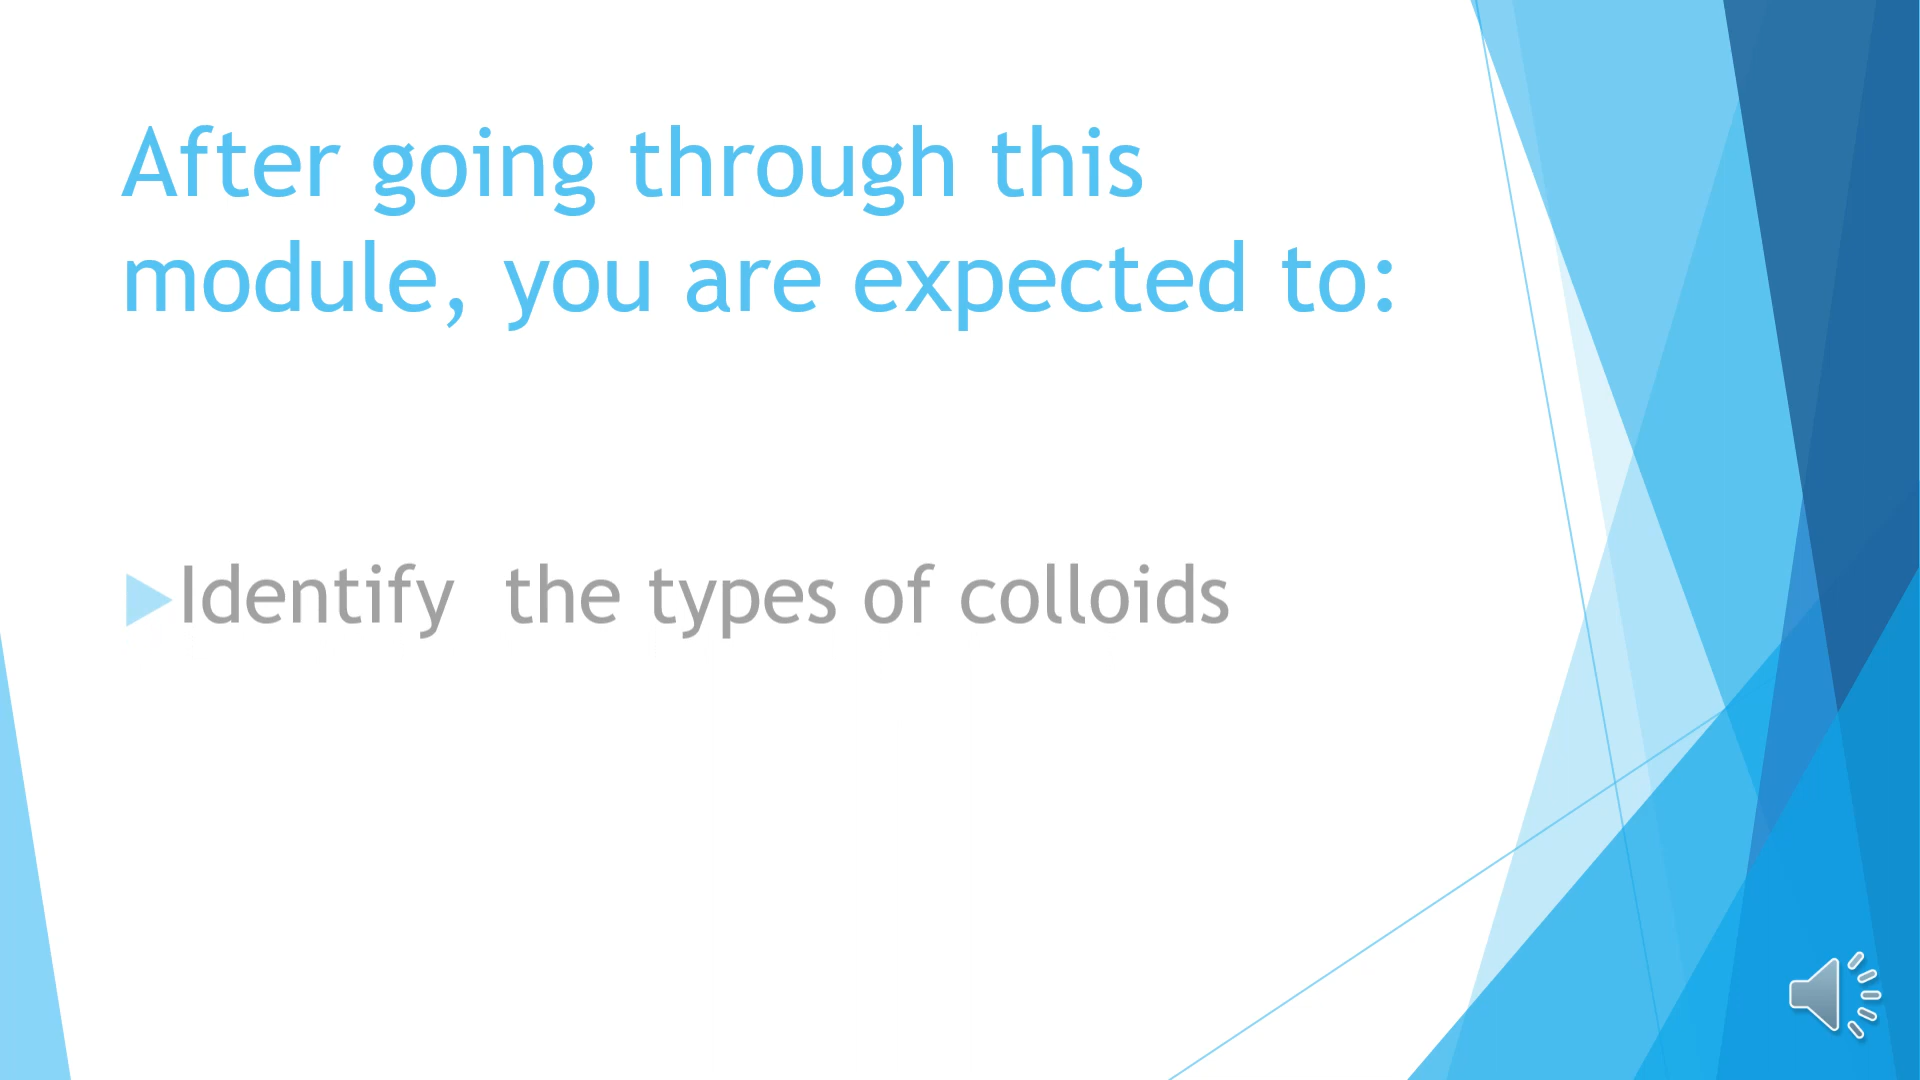 After going through this
module, you are expected to:
Identify  the types of colloids